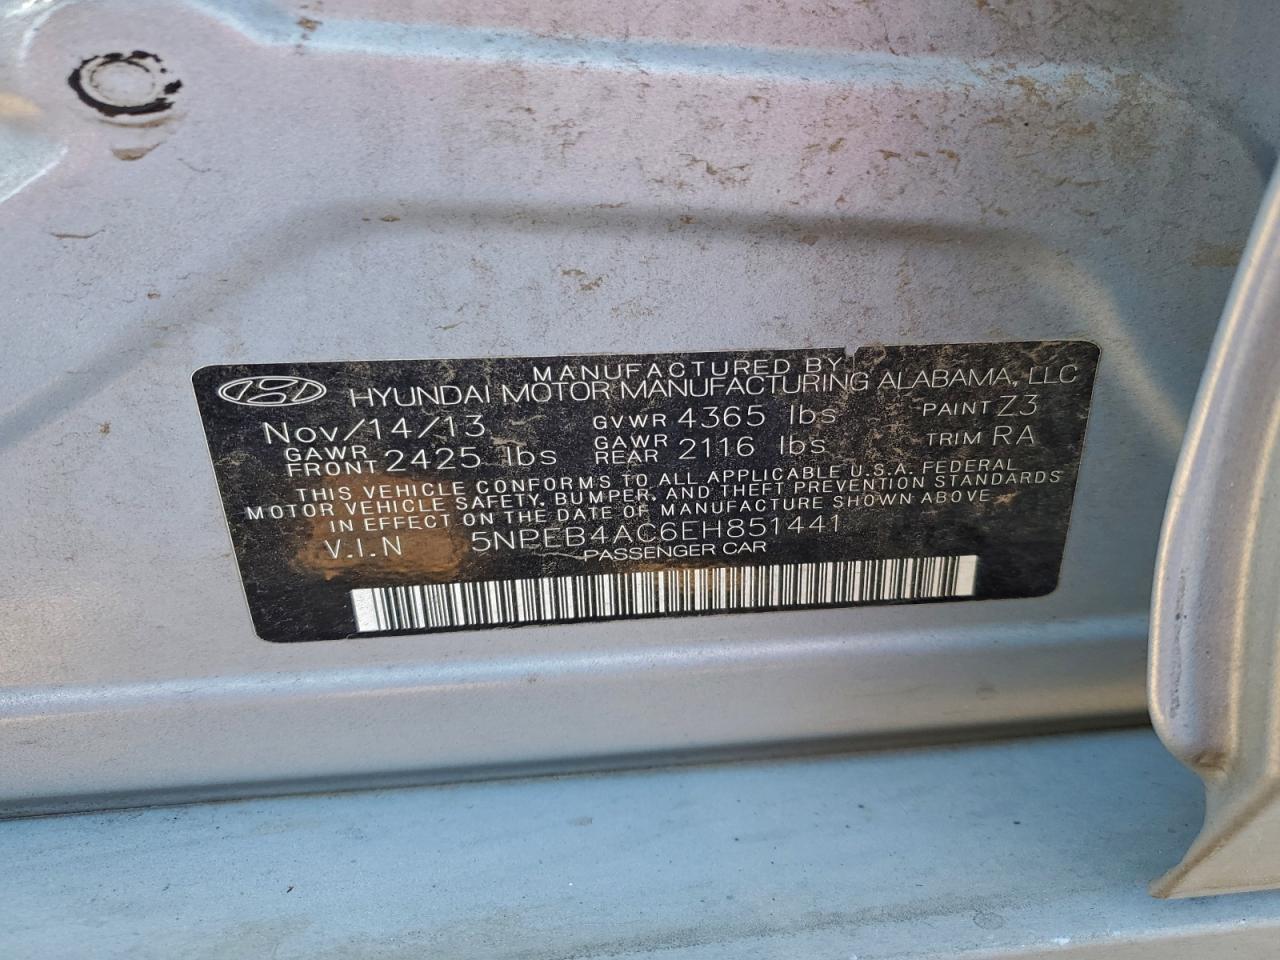 MANUFACTURED BY
HYUNDAI MOTOR MANUFACTURING ALABAMA, LLC
Nov/14/13 GVWR 4365 lbs PAINT Z3
GAWR FRONT 2425 lbs GAWR REAR 2116 lbs TRIM RA
THIS VEHICLE CONFORMS TO ALL APPLICABLE U.S.A. FEDERAL
MOTOR VEHICLE SAFETY, BUMPER, AND THEFT PREVENTION STANDARDS
IN EFFECT ON THE DATE OF MANUFACTURE SHOWN ABOVE
V.I.N 5NPEB4AC6EH851441
PASSENGER CAR